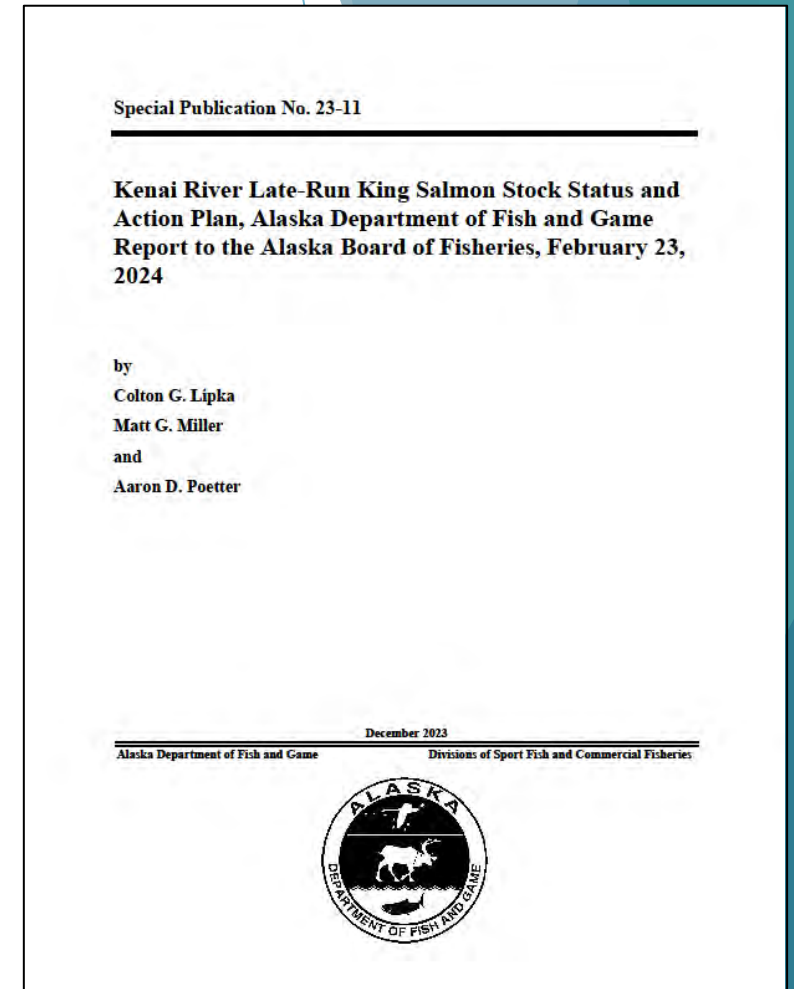 Special Publication No. 23-11
Kenai River Late-Run King Salmon Stock Status and
Action Plan, Alaska Department of Fish and Game
Report to the Alaska Board of Fisheries, February 23,
2024
by
Colton G. Lipka
Matt G. Miller
and
Aaron D. Poetter
December 2023
Alaska Department of Fish and Game Divisions of Sport Fish and Commercial Fisheries
ALASKA
DEPARTMENT OF FISH AND GAME